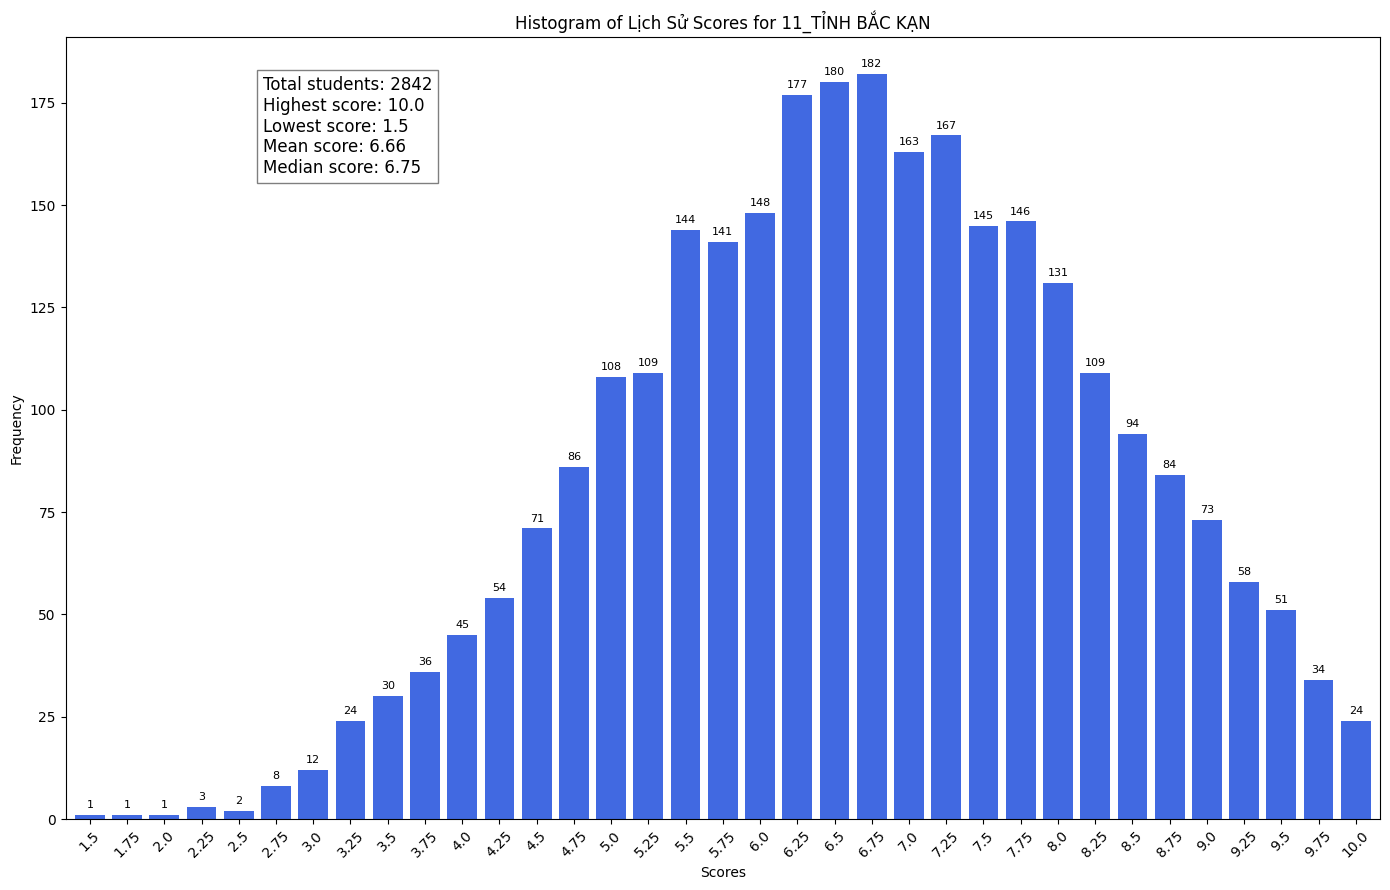 Histogram of Lịch Sử Scores for 11_TỈNH BẮC KẠN
Total students: 2842
Highest score: 10.0
Lowest score: 1.5
Mean score: 6.66
Median score: 6.75
Frequency
175
150
125
100
75
50
25
0
1 1 1 3 2 8 12 24 30 36 45 54 71 86 108 109 144 141 148 177 180 182 163 167 145 146 131 109 94 84 73 58 51 34 24
1.5 1.75 2.0 2.25 2.5 2.75 3.0 3.25 3.5 3.75 4.0 4.25 4.5 4.75 5.0 5.25 5.5 5.75 6.0 6.25 6.5 6.75 7.0 7.25 7.5 7.75 8.0 8.25 8.5 8.75 9.0 9.25 9.5 9.75 10.0
Scores